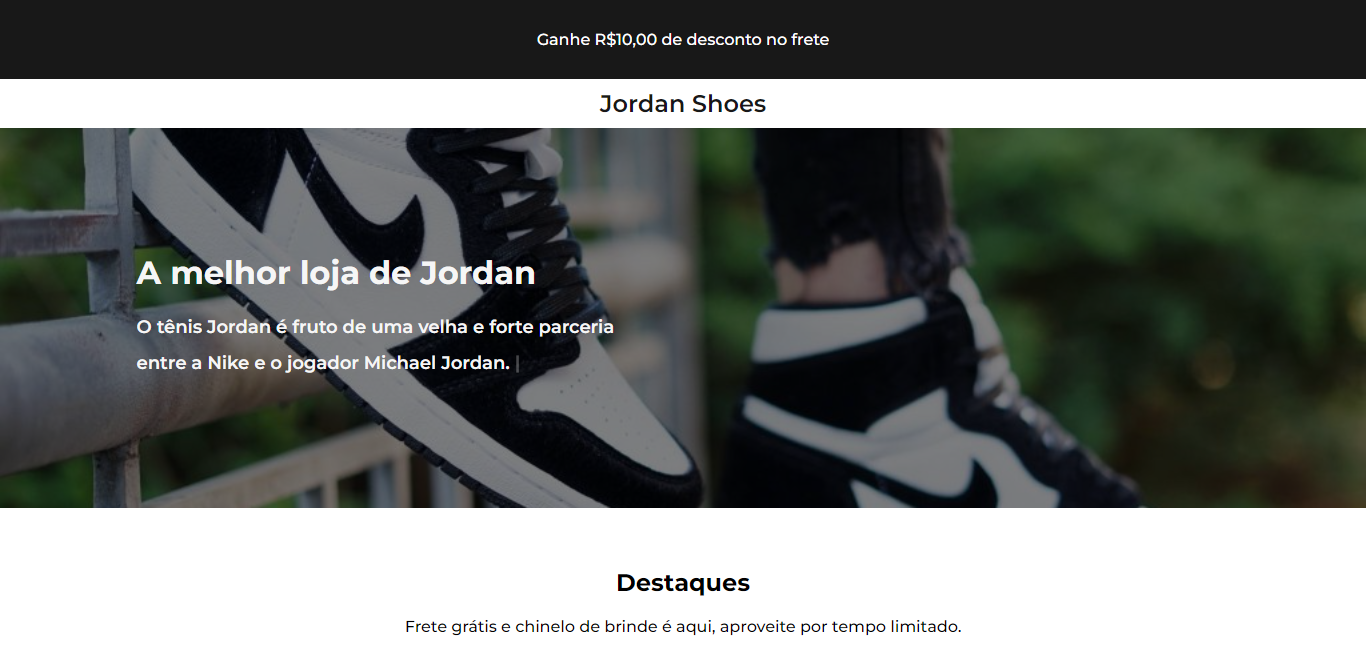 Ganhe R$10,00 de desconto no frete
Jordan Shoes
A melhor loja de Jordan
O tênis Jordan é fruto de uma velha e forte parceria
entre a Nike e o jogador Michael Jordan. |
Destaques
Frete grátis e chinelo de brinde é aqui, aproveite por tempo limitado.